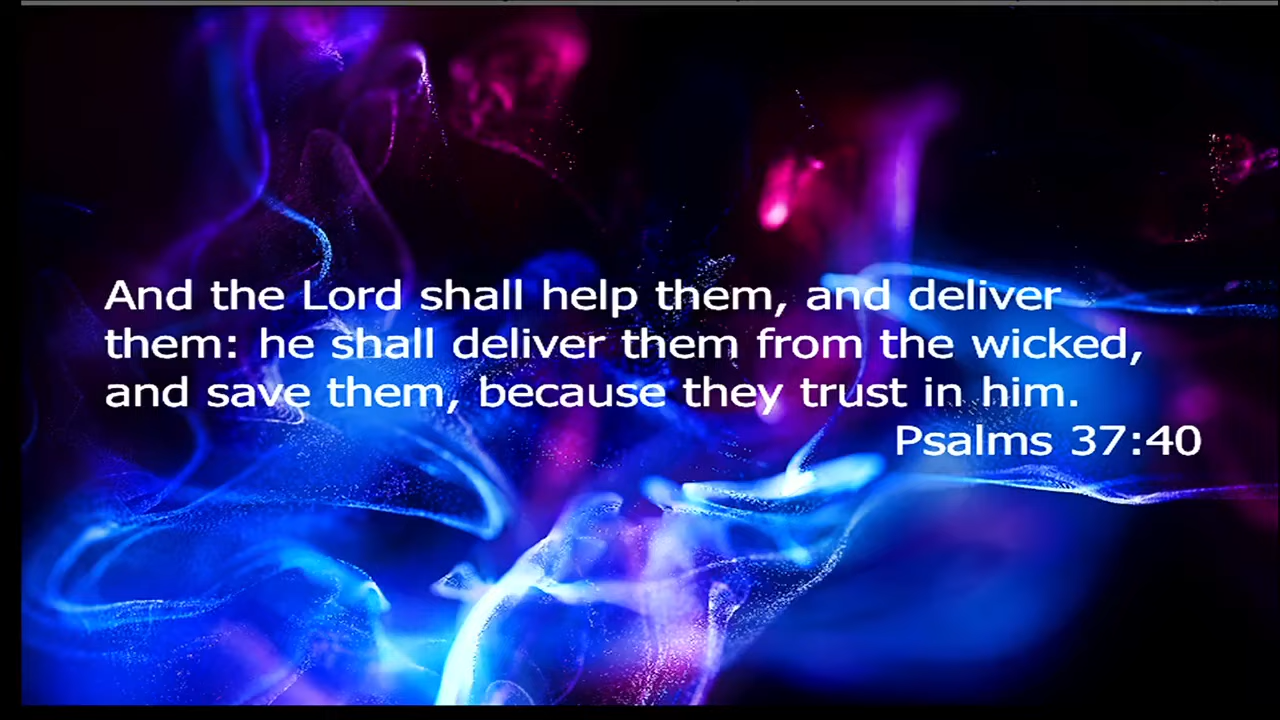 And the Lord shall help them, and deliver
them: he shall deliver them from the wicked,
and save them, because they trust in him.
Psalms 37:40